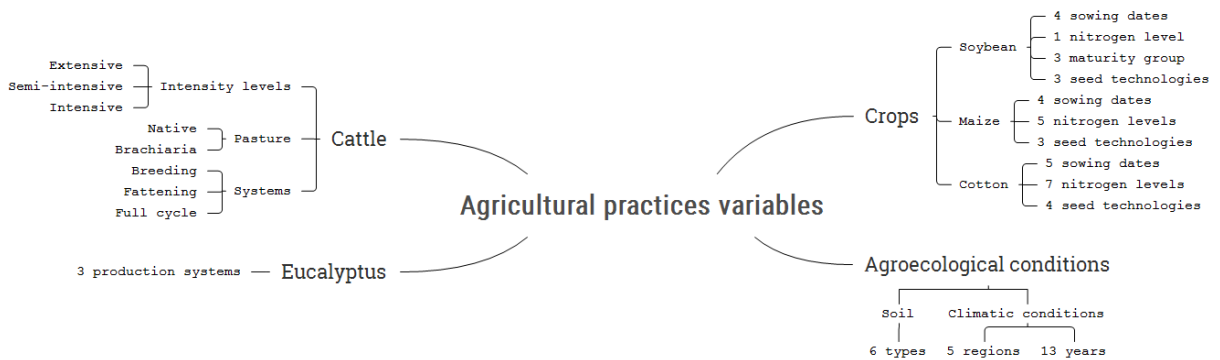 Agricultural practices variables
Cattle
Intensity levels
Extensive
Semi-intensive
Intensive
Pasture
Native
Brachiaria
Systems
Breeding
Fattening
Full cycle
Eucalyptus
3 production systems
Crops
Soybean
4 sowing dates
1 nitrogen level
3 maturity group
3 seed technologies
Maize
4 sowing dates
5 nitrogen levels
3 seed technologies
Cotton
5 sowing dates
7 nitrogen levels
4 seed technologies
Agroecological conditions
Soil
6 types
Climatic conditions
5 regions
13 years